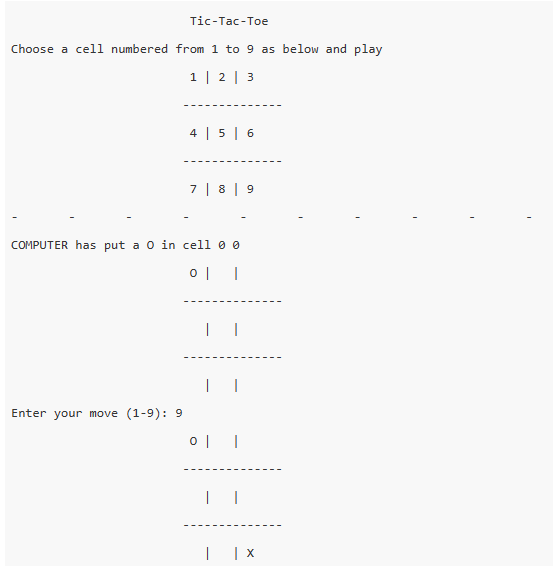 Tic-Tac-Toe
Choose a cell numbered from 1 to 9 as below and play
1 | 2 | 3
--------------
4 | 5 | 6
--------------
7 | 8 | 9
- - - - - - - - - -
COMPUTER has put a O in cell 0 0
O | |
--------------
| |
--------------
| |
Enter your move (1-9): 9
O | |
--------------
| |
--------------
| | X